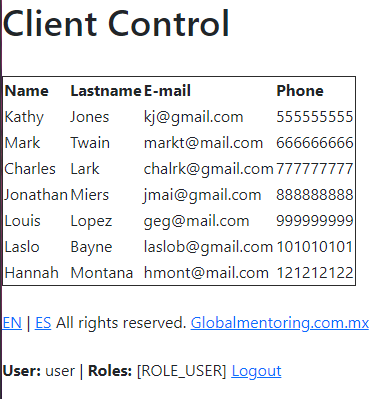 Client Control
Name Lastname E-mail Phone
Kathy Jones kj@gmail.com 555555555
Mark Twain markt@mail.com 666666666
Charles Lark chalrk@gmail.com 777777777
Jonathan Miers jmai@gmail.com 888888888
Louis Lopez geg@mail.com 999999999
Laslo Bayne laslob@gmail.com 101010101
Hannah Montana hmont@mail.com 121212122
EN | ES All rights reserved. Globalmentoring.com.mx
User: user | Roles: [ROLE_USER] Logout